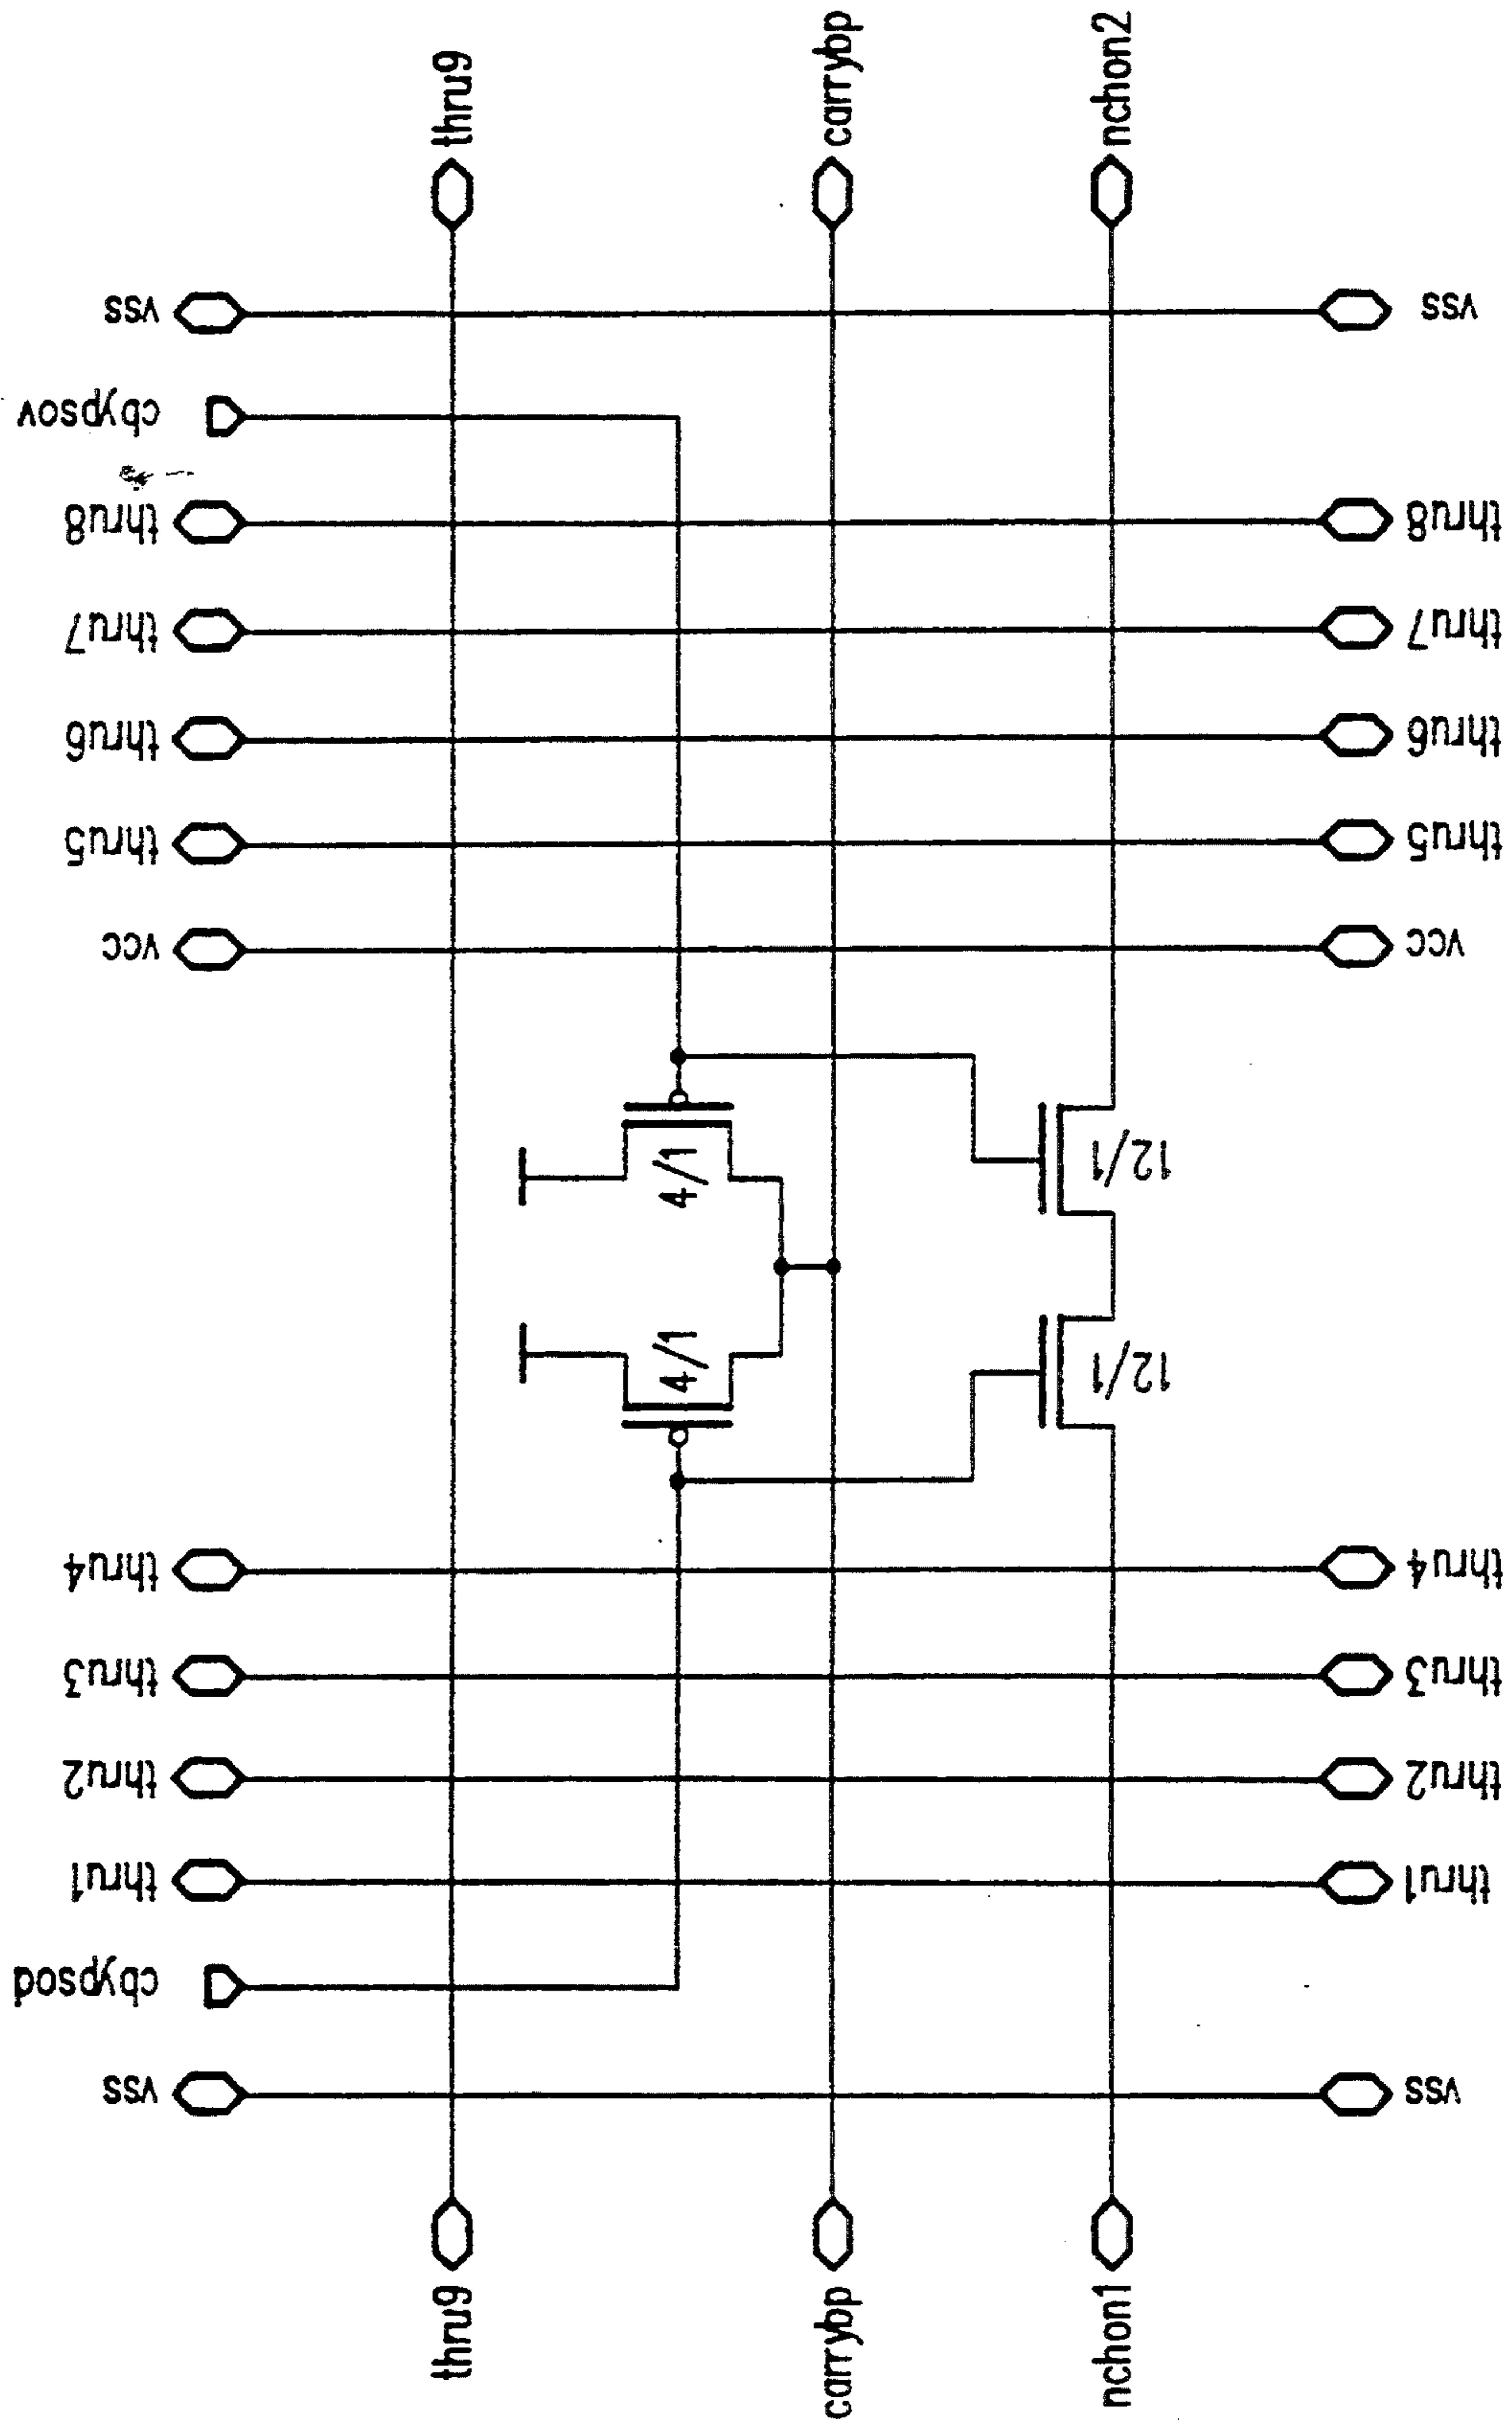 thru9
carrybp
nchon2
vss
vss
cbypsov
thru8
thru8
thru7
thru7
thru6
thru6
thru5
thru5
vcc
vcc
4/1
12/1
4/1
12/1
thru4
thru4
thru3
thru3
thru2
thru2
thru1
thru1
cbypsod
vss
vss
thru9
carrybp
nchon1